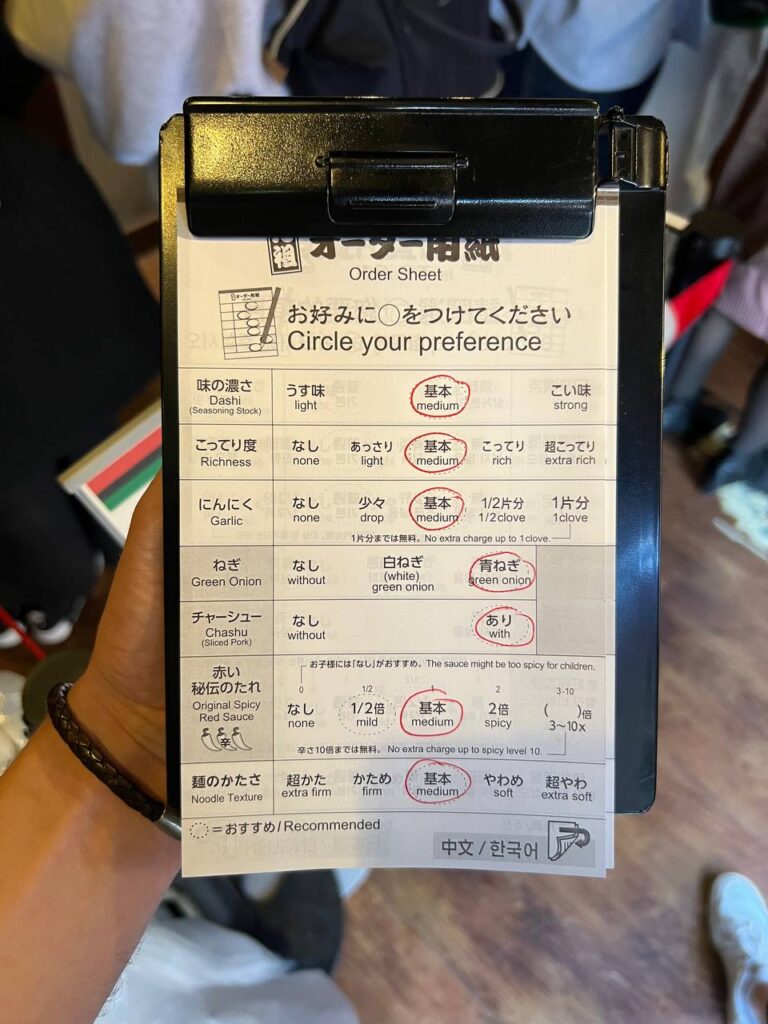 オーダー用紙
Order Sheet
お好みに○をつけてください
Circle your preference
味の濃さ うす味 基本 こい味
Dashi light medium strong
(Seasoning Stock)
こってり度 なし あっさり 基本 こってり 超こってり
Richness none light medium rich extra rich
にんにく なし 少々 基本 1/2片分 1片分
Garlic none drop medium 1/2clove 1clove
1片分までは無料。No extra charge up to 1clove.
ねぎ なし 白ねぎ 青ねぎ
Green Onion without (white) green onion
green onion
チャーシュー なし あり
Chashu without with
(Sliced Pork)
お子様には「なし」がおすすめ。The sauce might be too spicy for children.
赤い
秘伝のたれ
Original Spicy
Red Sauce
辛
0 1/2 1 2 3-10
なし 1/2倍 基本 2倍 ( )倍
none mild medium spicy 3～10x
辛さ10倍までは無料。No extra charge up to spicy level 10.
麺のかたさ 超かた かため 基本 やわめ 超やわ
Noodle Texture extra firm firm medium soft extra soft
=おすすめ/Recommended
中文 / 한국어